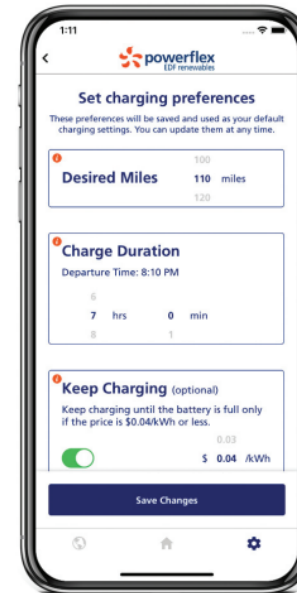 1:11
powerflex
EDF renewables
Set charging preferences
These preferences will be saved and used as your default
charging settings. You can update them at any time.
100
Desired Miles 110 miles
120
Charge Duration
Departure Time: 8:10 PM
6
7 hrs 0 min
8 1
Keep Charging (optional)
Keep charging until the battery is full only
if the price is $0.04/kWh or less.
0.03
$ 0.04 /kWh
Save Changes